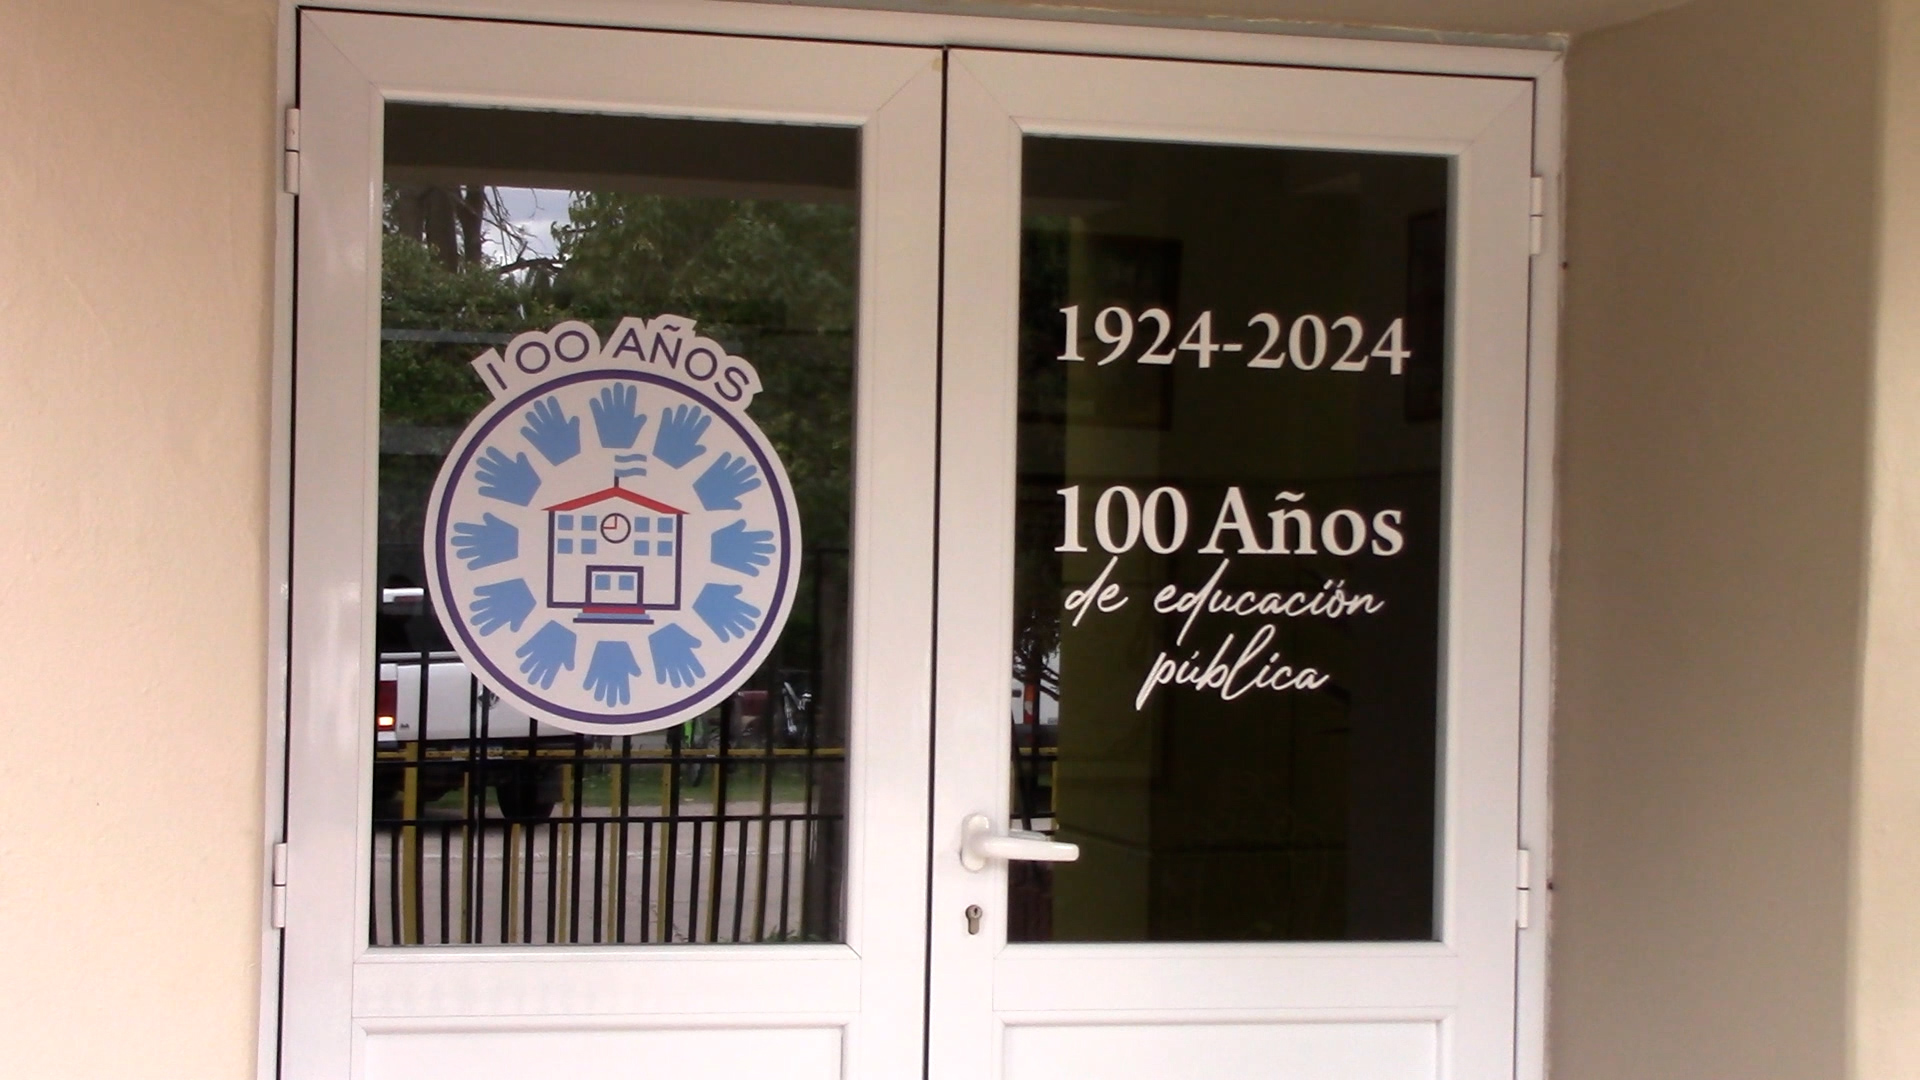 100 AÑOS
1924-2024
100 Años
de educación
pública